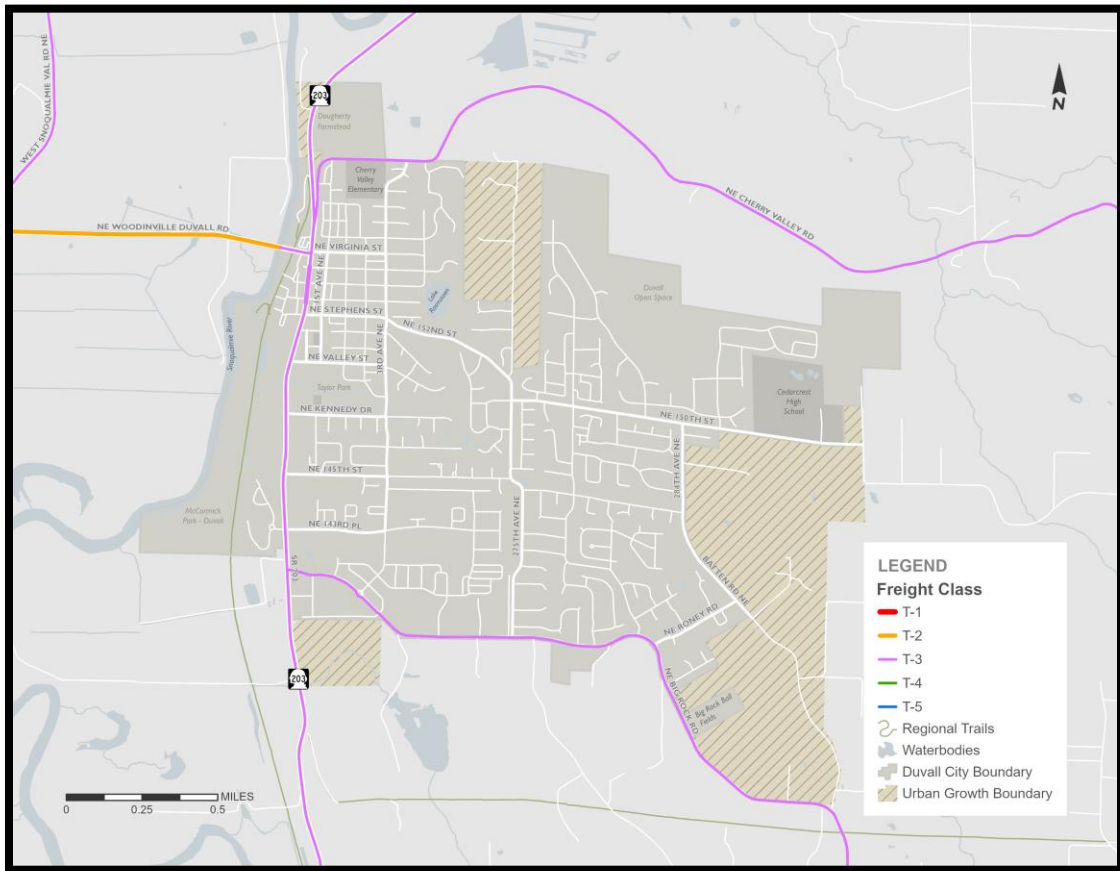 WEST SNOQUALMIE VAL RD NE
203
Dougherty
Farmstead
N
Cherry
Valley
Elementary
NE CHERRY VALLEY RD
NE WOODINVILLE DUVALL RD
NE VIRGINIA ST
1ST AVE NE
Lake
Rasmussen
Duvall
Open Space
NE STEPHENS ST
NE 152ND ST
Snoqualmie River
3RD AVE NE
NE VALLEY ST
Taylor Park
Cedarcrest
High
School
NE KENNEDY DR
NE 150TH ST
NE 145TH ST
284TH AVE NE
McCormick
Park - Duvall
NE 143RD PL
275TH AVE NE
SR 203
BATTEN RD NE
NE RONEY RD
203
NE BIG ROCK RD
Big Rock Ball
Fields
LEGEND
Freight Class
T-1
T-2
T-3
T-4
T-5
Regional Trails
Waterbodies
Duvall City Boundary
Urban Growth Boundary
MILES
0 0.25 0.5